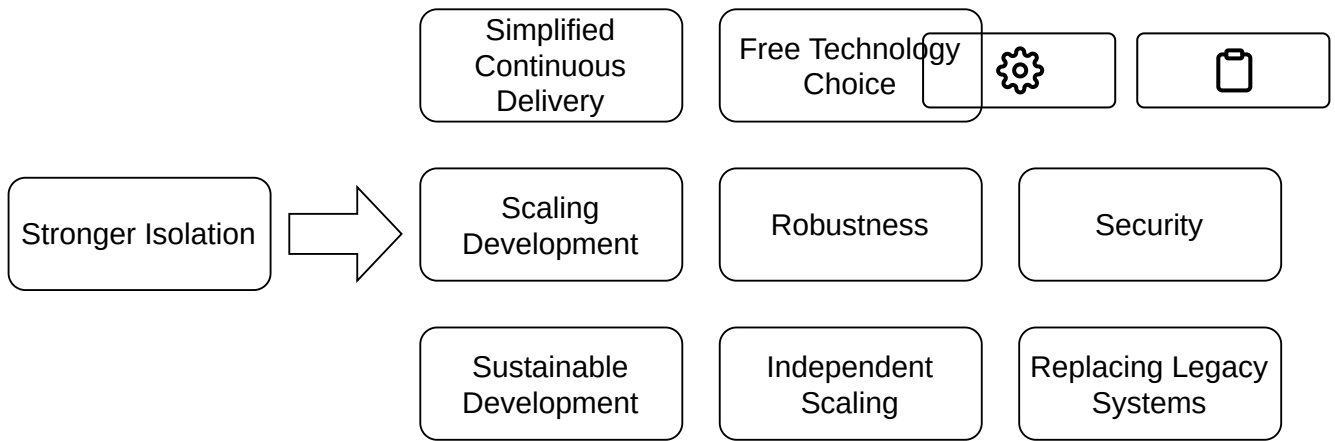 Simplified
Continuous
Delivery
Free Technology
Choice
Stronger Isolation
Scaling
Development
Robustness
Security
Sustainable
Development
Independent
Scaling
Replacing Legacy
Systems